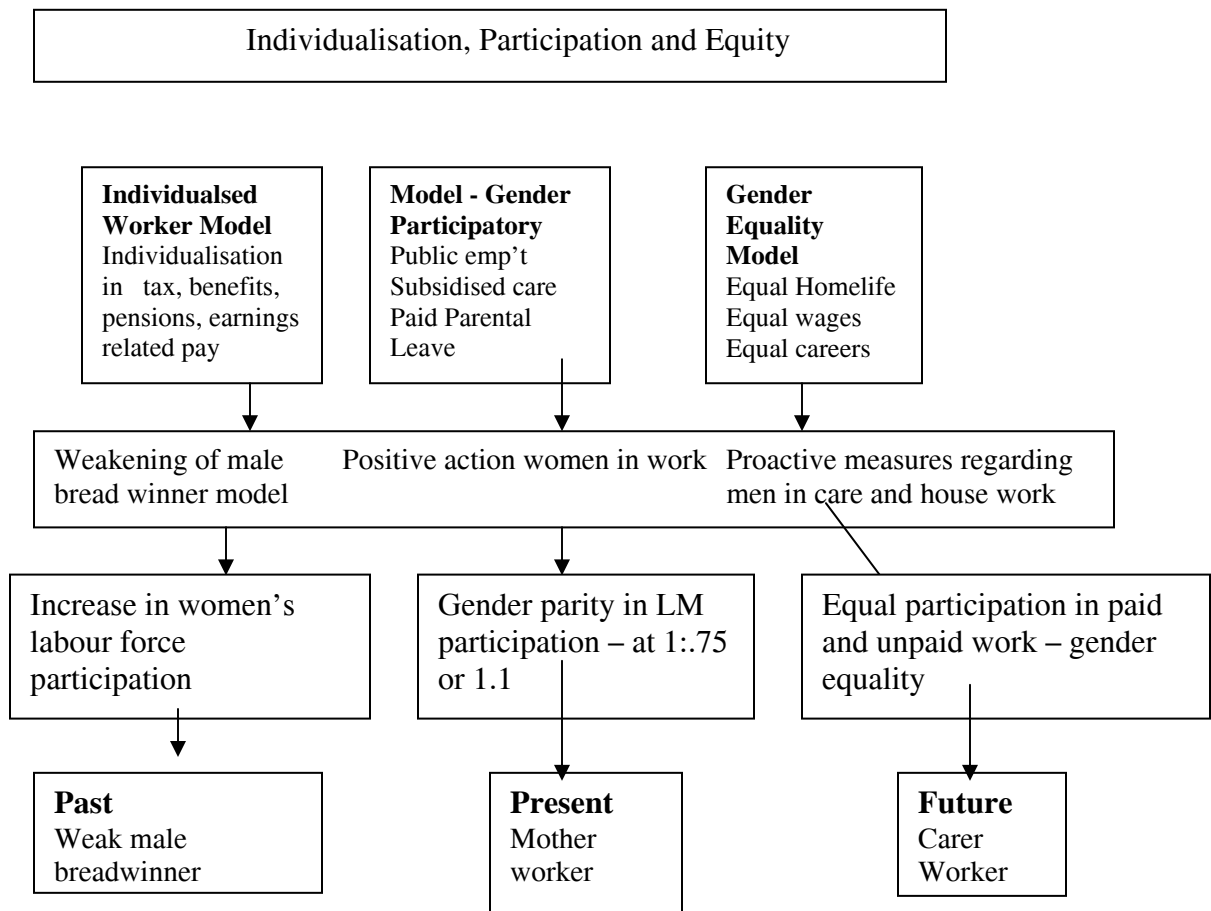 Individualisation, Participation and Equity
Individualsed
Worker Model
Individualisation
in tax, benefits,
pensions, earnings
related pay
Model - Gender
Participatory
Public emp't
Subsidised care
Paid Parental
Leave
Gender
Equality
Model
Equal Homelife
Equal wages
Equal careers
Weakening of male
bread winner model
Positive action women in work
Proactive measures regarding
men in care and house work
Increase in women’s
labour force
participation
Gender parity in LM
participation – at 1:.75
or 1.1
Equal participation in paid
and unpaid work – gender
equality
Past
Weak male
breadwinner
Present
Mother
worker
Future
Carer
Worker